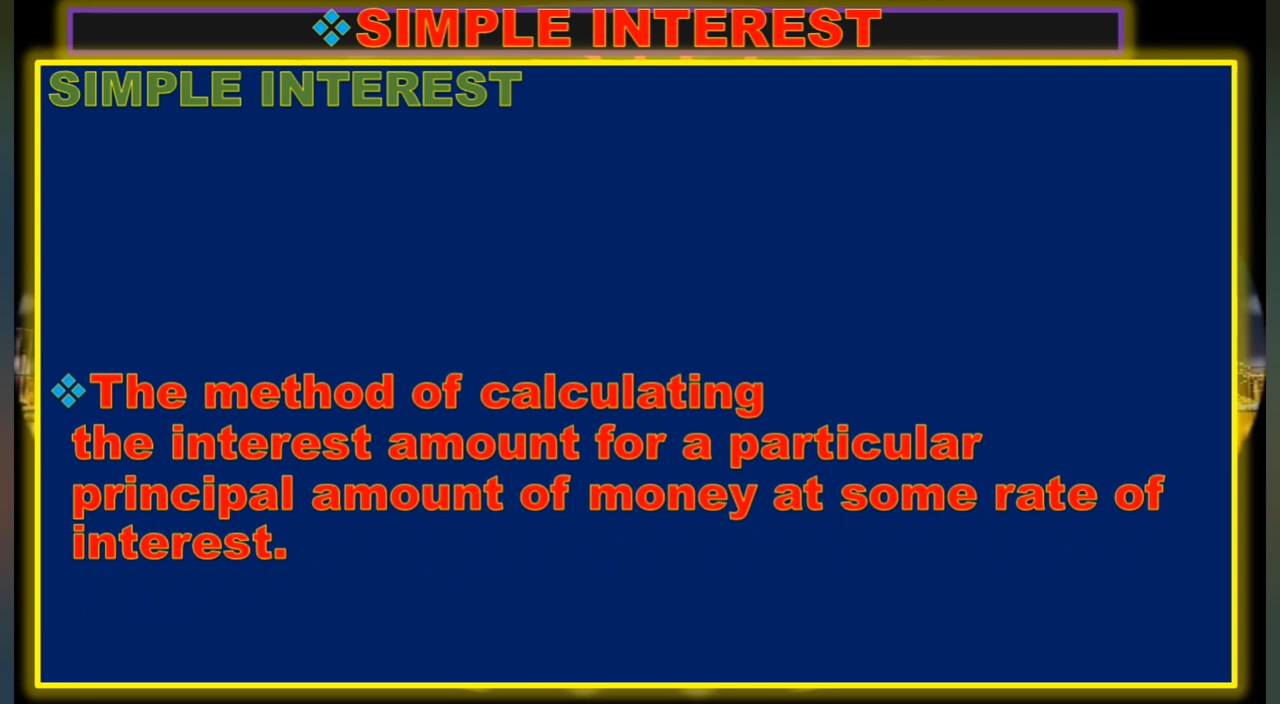 ❖SIMPLE INTEREST
SIMPLE INTEREST
❖The method of calculating
the interest amount for a particular
principal amount of money at some rate of
interest.